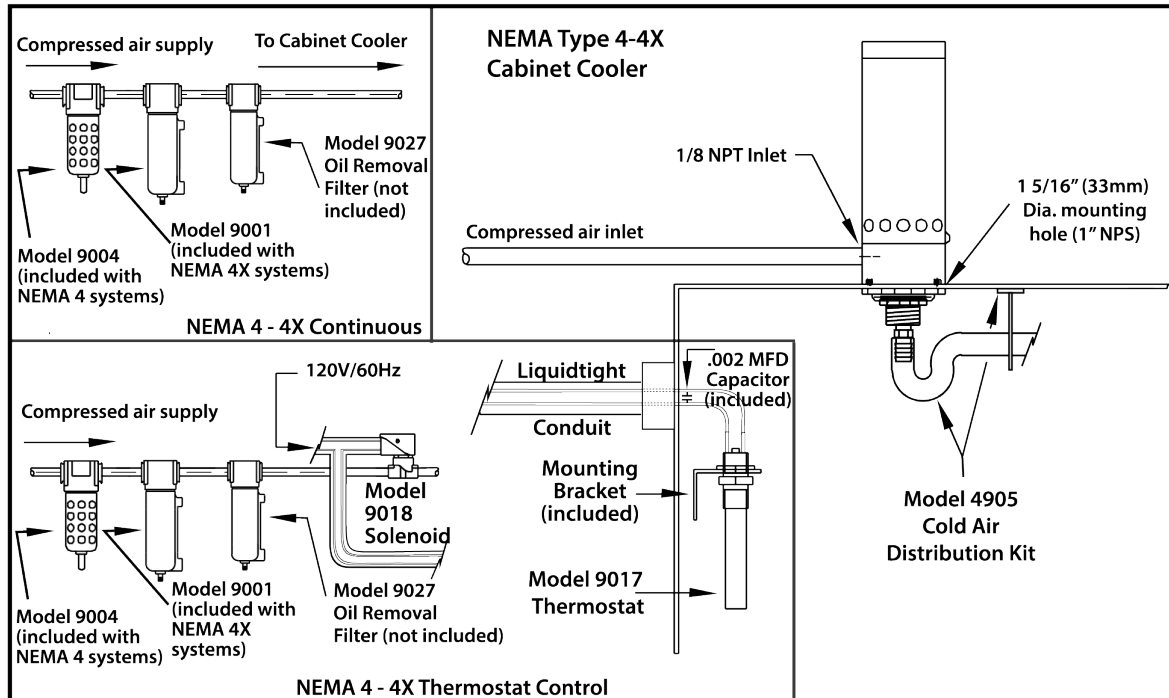 Compressed air supply
To Cabinet Cooler
Model 9027
Oil Removal
Filter (not
included)
Model 9001
(included with
NEMA 4X systems)
Model 9004
(included with
NEMA 4 systems)
NEMA 4 - 4X Continuous
NEMA Type 4-4X
Cabinet Cooler
1/8 NPT Inlet
1 5/16” (33mm)
Dia. mounting
hole (1” NPS)
Compressed air inlet
Model 4905
Cold Air
Distribution Kit
120V/60Hz
Compressed air supply
Model
9018
Solenoid
Model 9027
Oil Removal
Filter (not included)
Model 9001
(included with
NEMA 4X
systems)
Model 9004
(included with
NEMA 4 systems)
Liquidtight
Conduit
.002 MFD
Capacitor
(included)
Mounting
Bracket
(included)
Model 9017
Thermostat
NEMA 4 - 4X Thermostat Control